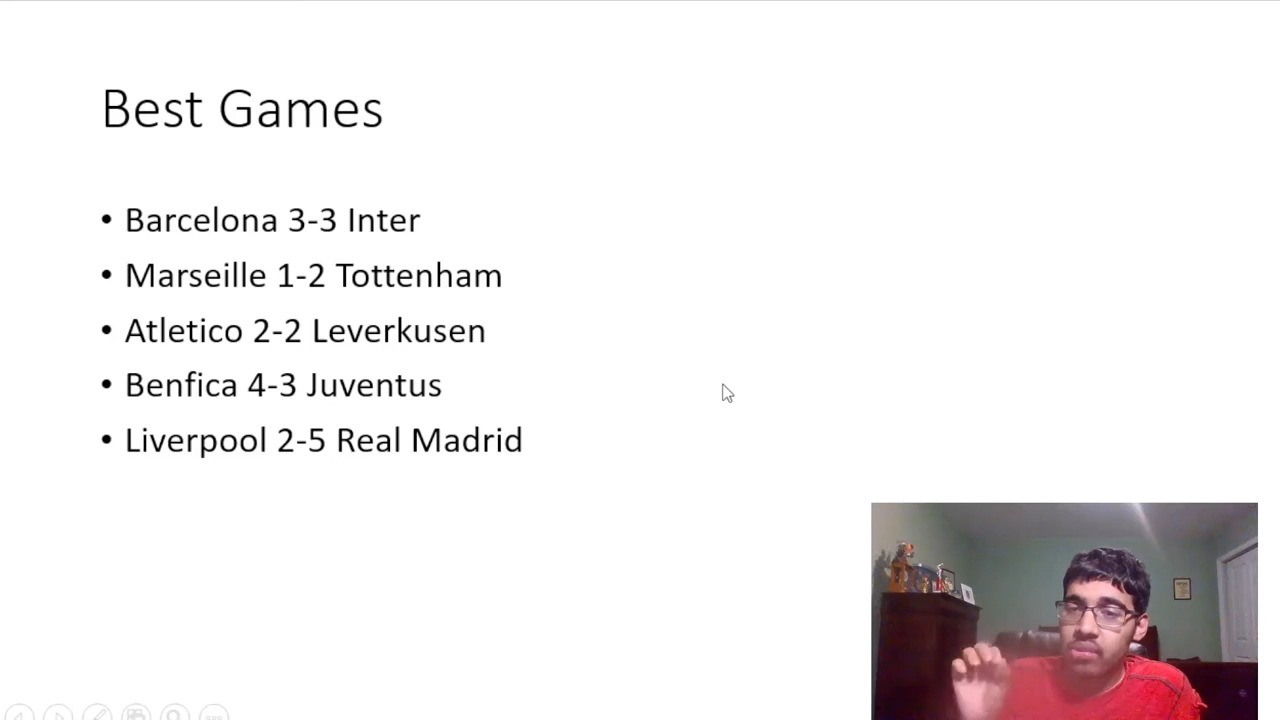 Best Games
• Barcelona 3-3 Inter
• Marseille 1-2 Tottenham
• Atletico 2-2 Leverkusen
• Benfica 4-3 Juventus
• Liverpool 2-5 Real Madrid